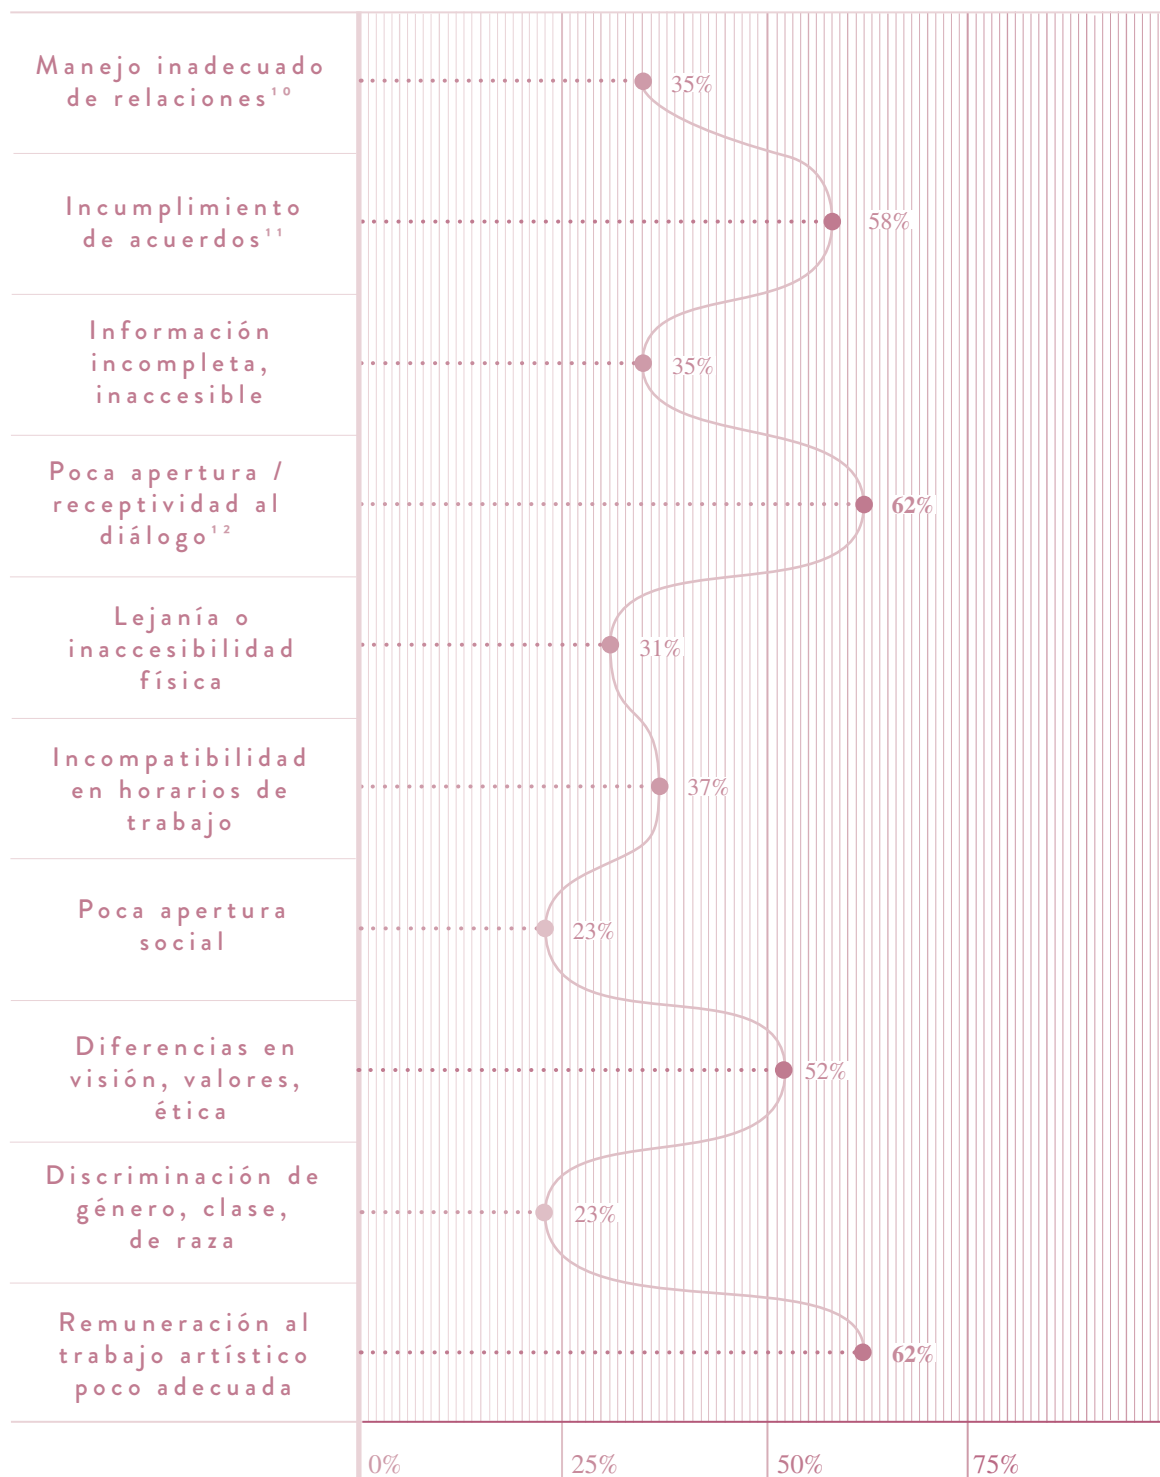 Manejo inadecuado
de relaciones¹⁰
35%
Incumplimiento
de acuerdos¹¹
58%
Información
incompleta,
inaccesible
35%
Poca apertura /
receptividad al
diálogo¹²
62%
Lejanía o
inaccesibilidad
física
31%
Incompatibilidad
en horarios de
trabajo
37%
Poca apertura
social
23%
Diferencias en
visión, valores,
ética
52%
Discriminación de
género, clase,
de raza
23%
Remuneración al
trabajo artístico
poco adecuada
62%
0% 25% 50% 75%